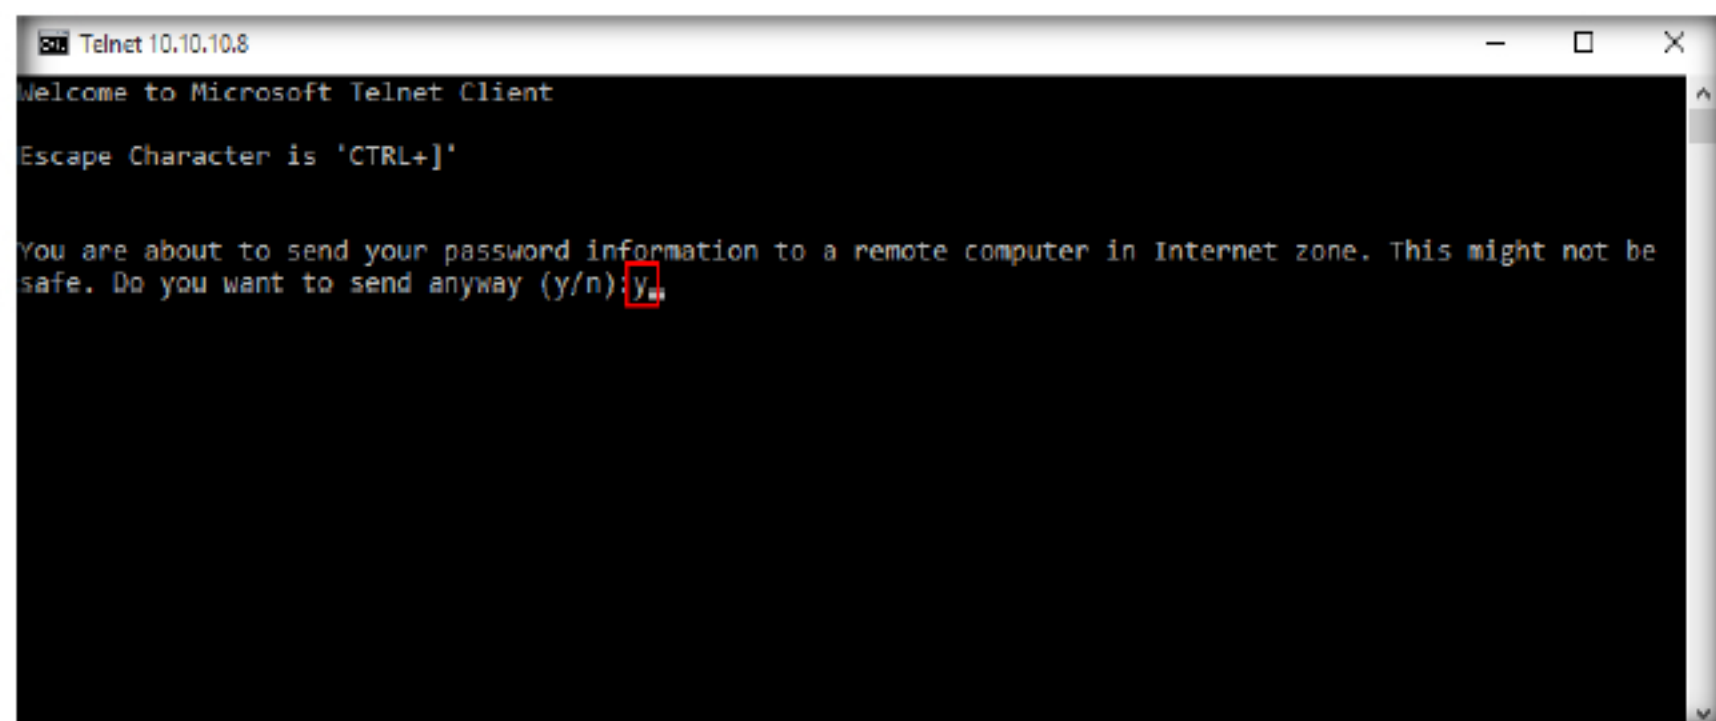 Telnet 10.10.10.8
Welcome to Microsoft Telnet Client
Escape Character is 'CTRL+]'
You are about to send your password information to a remote computer in Internet zone. This might not be
safe. Do you want to send anyway (y/n):y